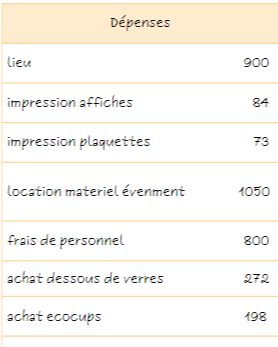 Dépenses
lieu 900
impression affiches 84
impression plaquettes 73
location materiel évenment 1050
frais de personnel 800
achat dessous de verres 272
achat ecocups 198